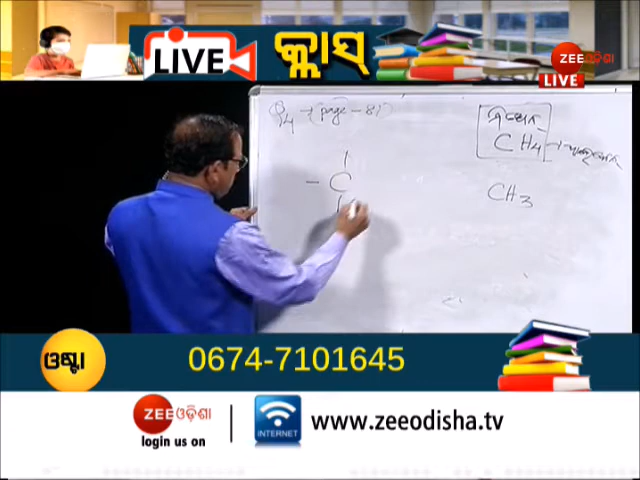 LIVE
କ୍ଲାସ୍
ZEE ଓଡ଼ିଶା
LIVE
Q4 → (page - 81)
CH4
C
CH3
0674-7101645
ZEE ଓଡ଼ିଶା
login us on
INTERNET
www.zeeodisha.tv